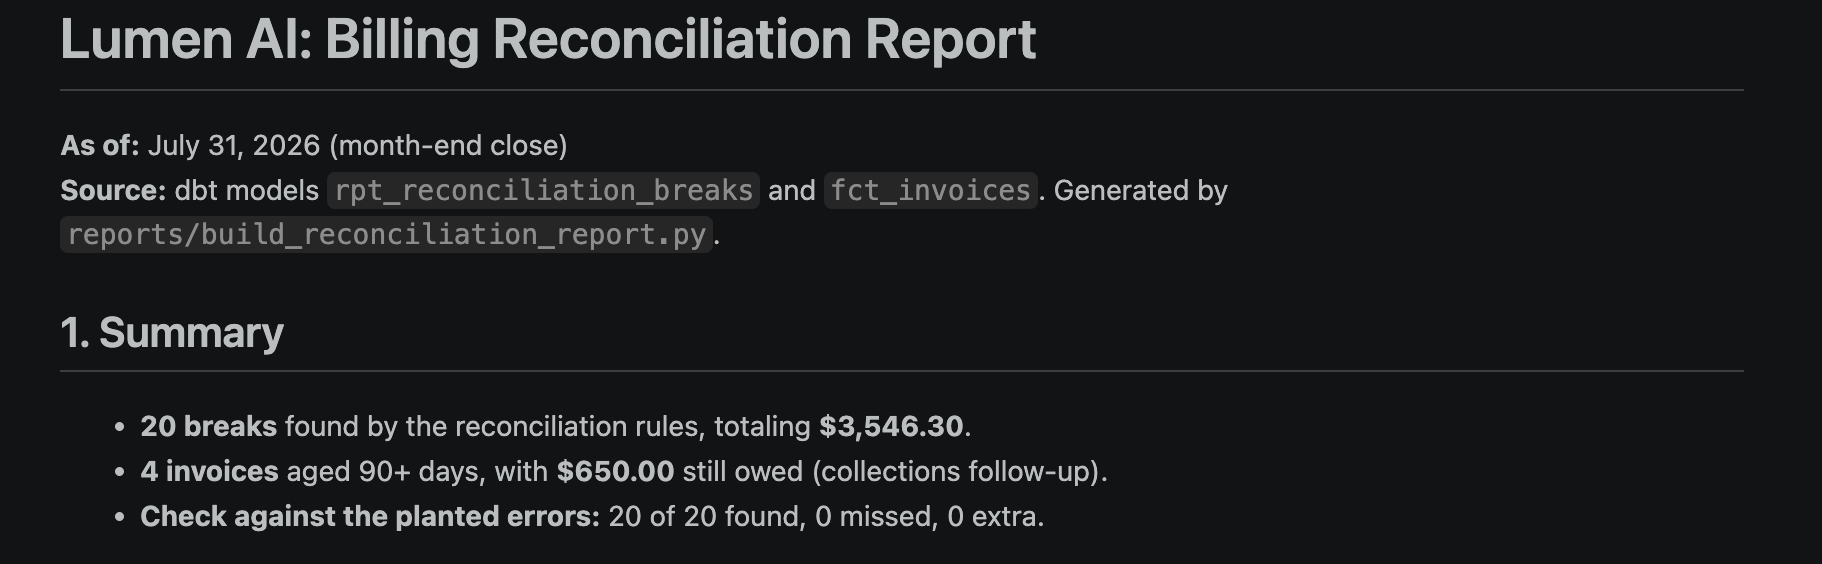 Lumen AI: Billing Reconciliation Report
As of: July 31, 2026 (month-end close)
Source: dbt models rpt_reconciliation_breaks and fct_invoices. Generated by
reports/build_reconciliation_report.py.
1. Summary
• 20 breaks found by the reconciliation rules, totaling $3,546.30.
• 4 invoices aged 90+ days, with $650.00 still owed (collections follow-up).
• Check against the planted errors: 20 of 20 found, 0 missed, 0 extra.